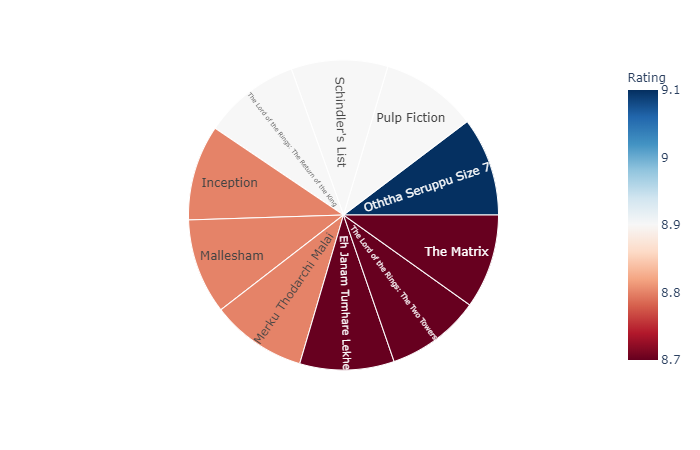 Rating
9.1
9
8.9
8.8
8.7
Schindler's List
Pulp Fiction
The Lord of the Rings: The Return of the King
Oththa Seruppu Size 7
Inception
The Matrix
Mallesham
The Lord of the Rings: The Two Towers
Merku Thodarchi Malai
Eh Janam Tumhare Lekhe